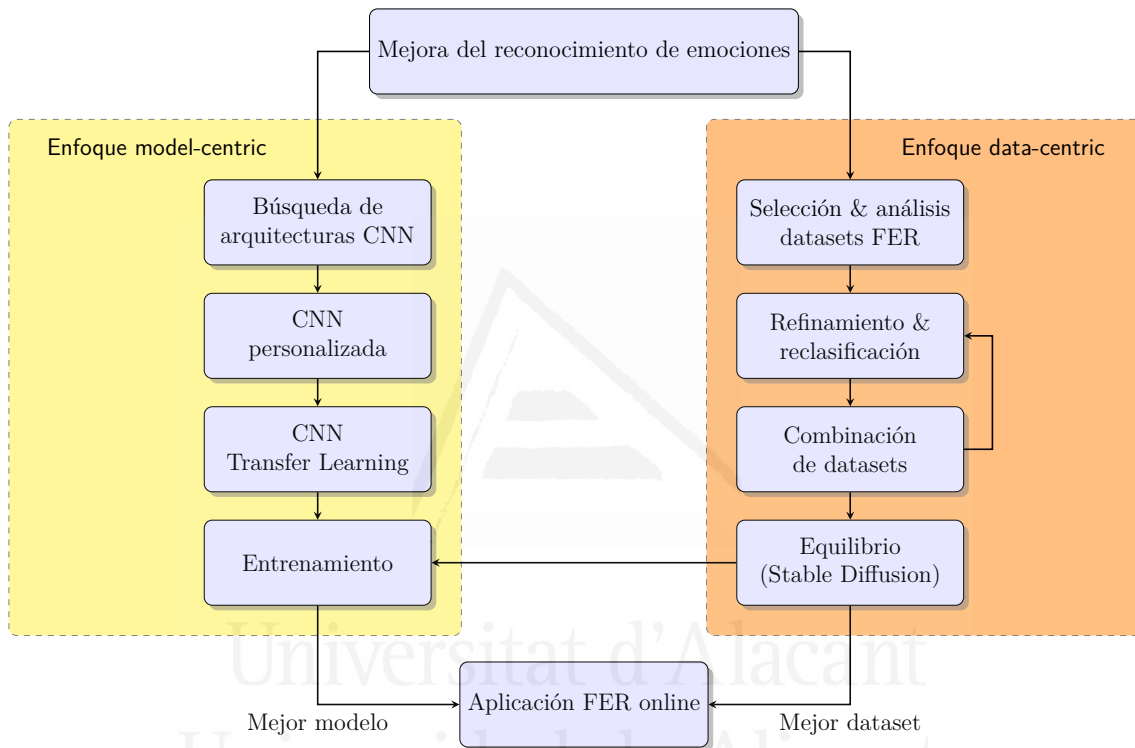 Mejora del reconocimiento de emociones
Enfoque model-centric
Enfoque data-centric
Búsqueda de
arquitecturas CNN
Selección & análisis
datasets FER
CNN
personalizada
Refinamiento &
reclasificación
CNN
Transfer Learning
Combinación
de datasets
Entrenamiento
Equilibrio
(Stable Diffusion)
Universitat d'Alacant
Aplicación FER online
Mejor modelo
Mejor dataset